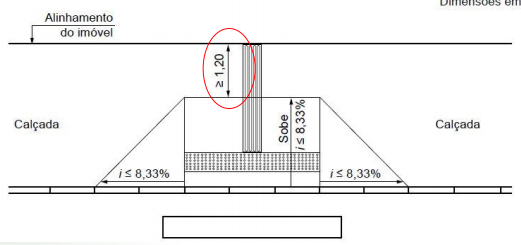 Dimensões em
Alinhamento
do imóvel
≥ 1,20
Calçada
Sobe
i ≤ 8,33%
Calçada
i ≤ 8,33%
i ≤ 8,33%